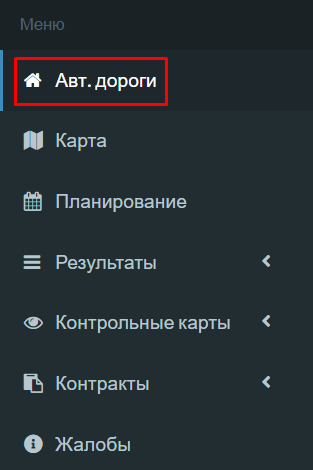 Меню
Авт. дороги
Карта
Планирование
Результаты
Контрольные карты
Контракты
Жалобы